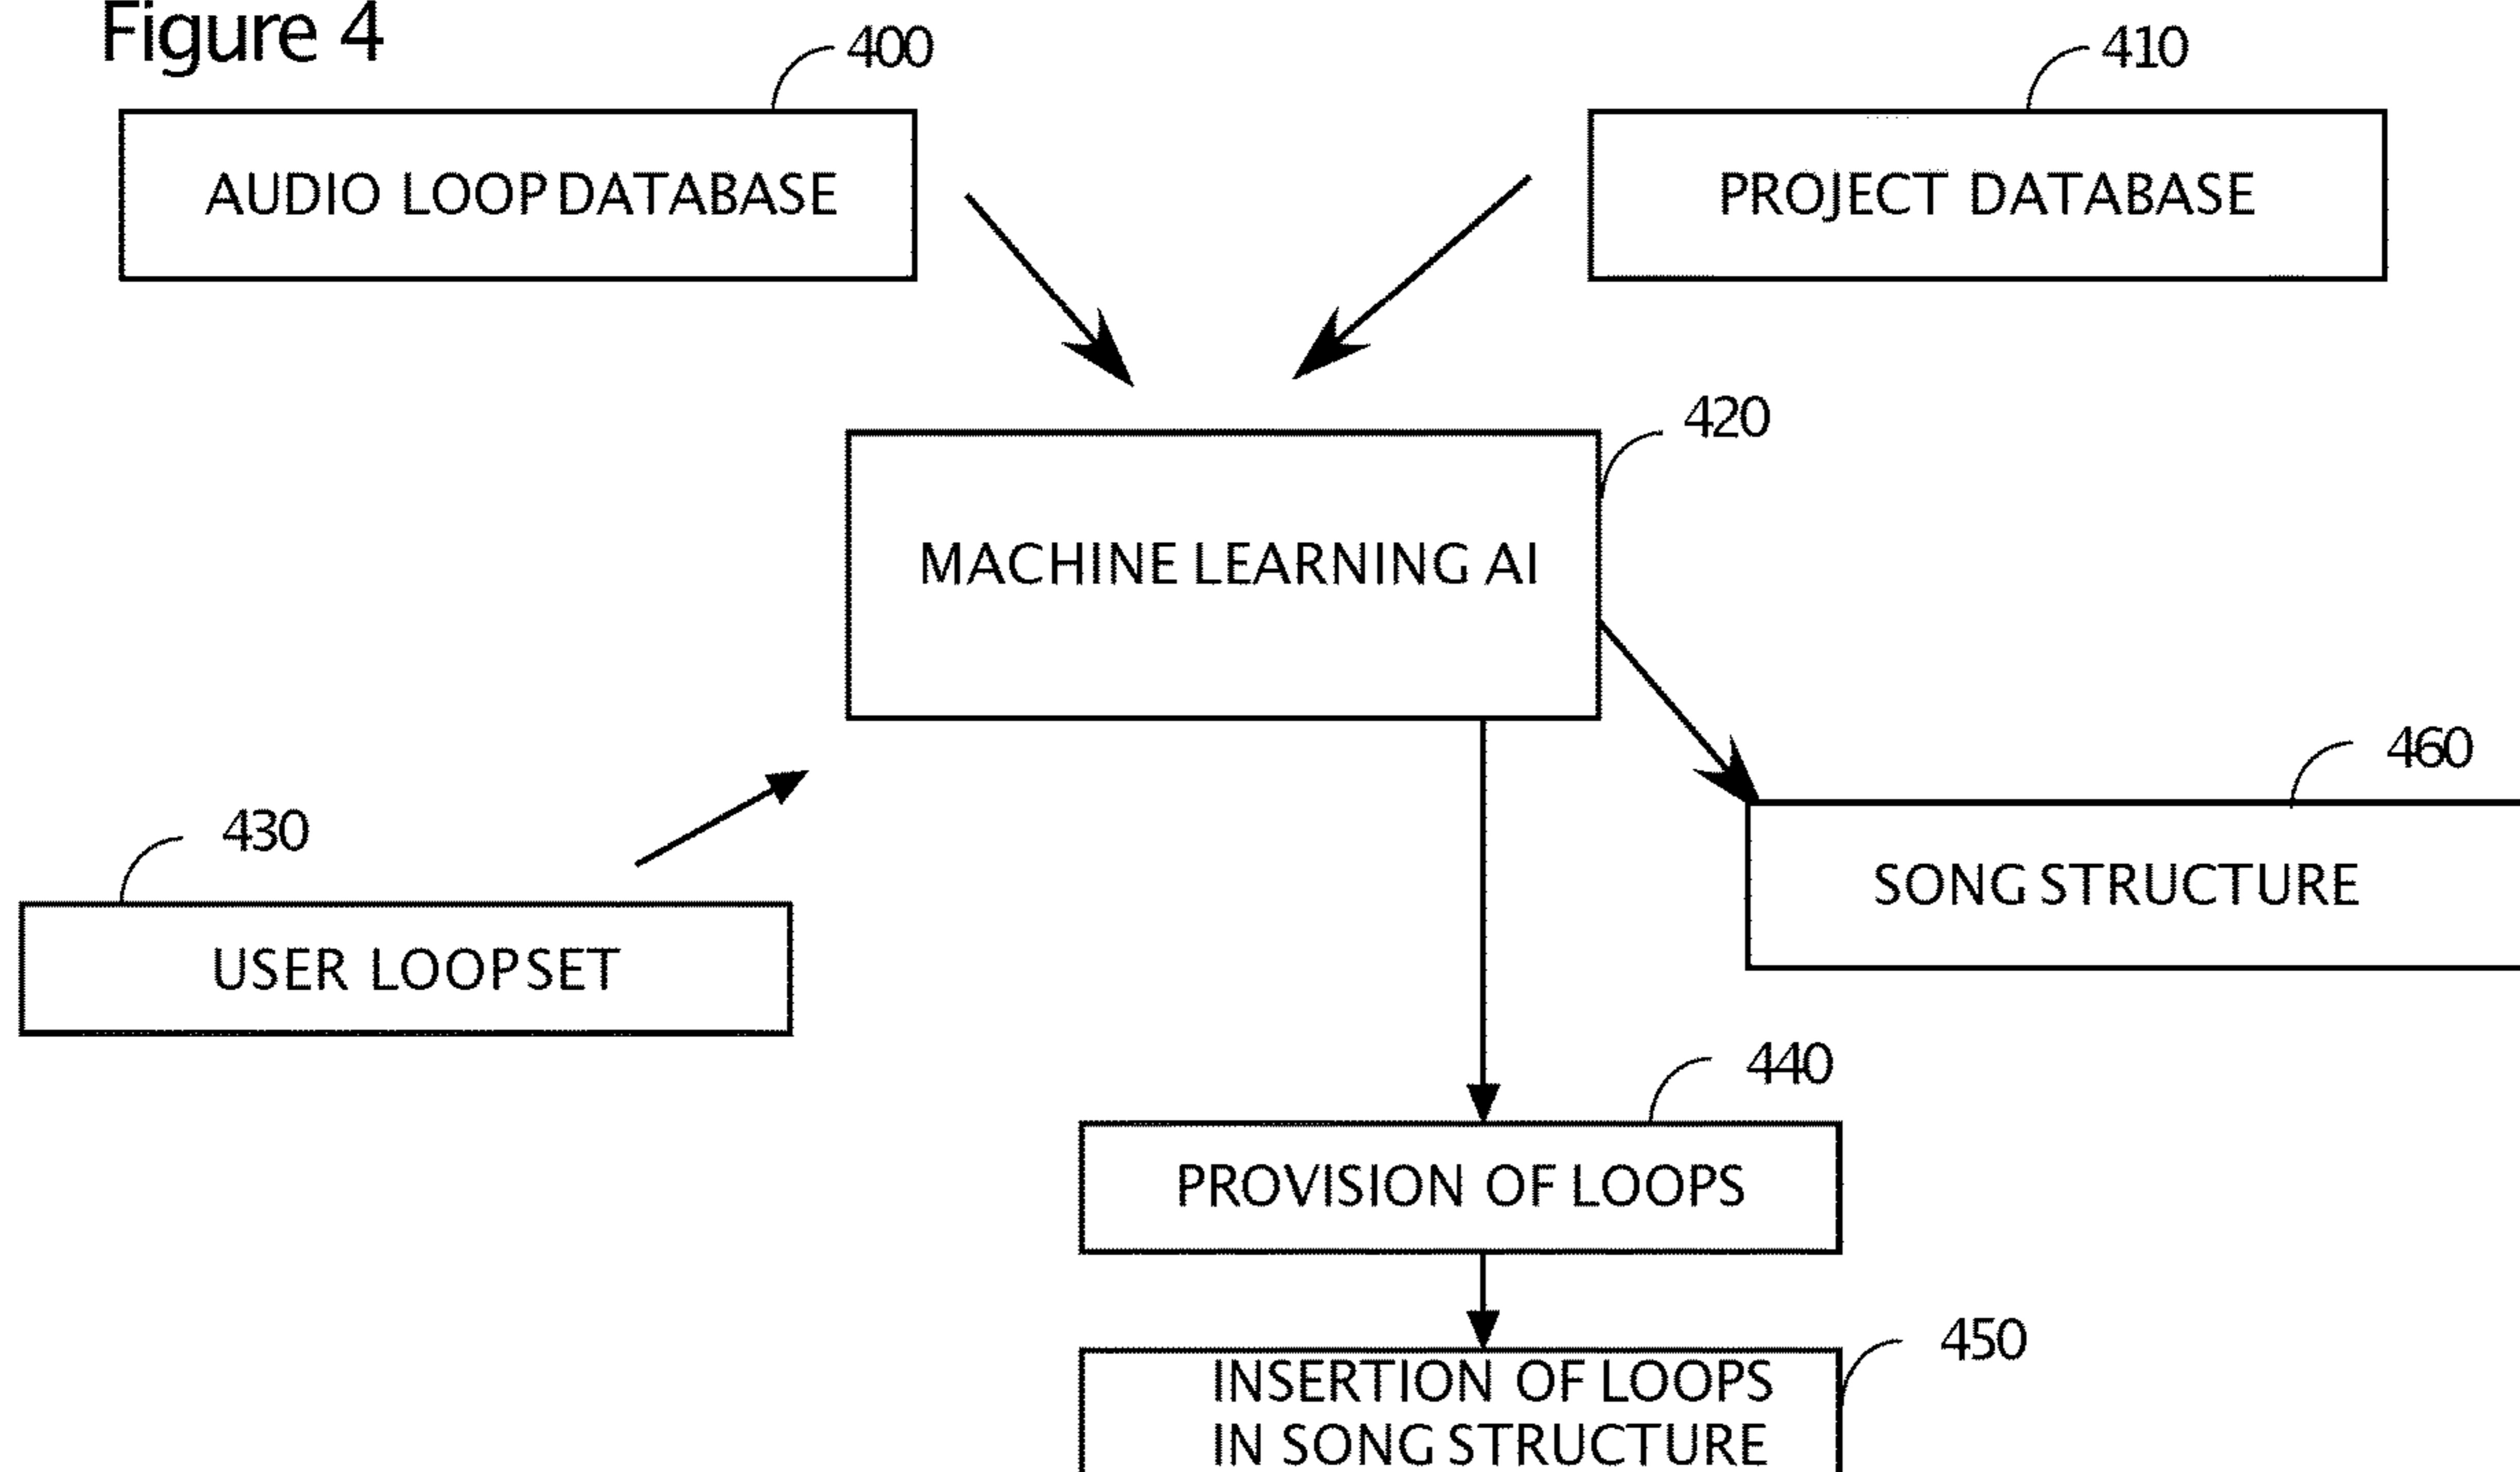 Figure 4
400
410
AUDIO LOOP DATABASE
PROJECT DATABASE
420
MACHINE LEARNING AI
460
430
SONG STRUCTURE
USER LOOPSET
440
PROVISION OF LOOPS
450
INSERTION OF LOOPS
IN SONG STRUCTURE